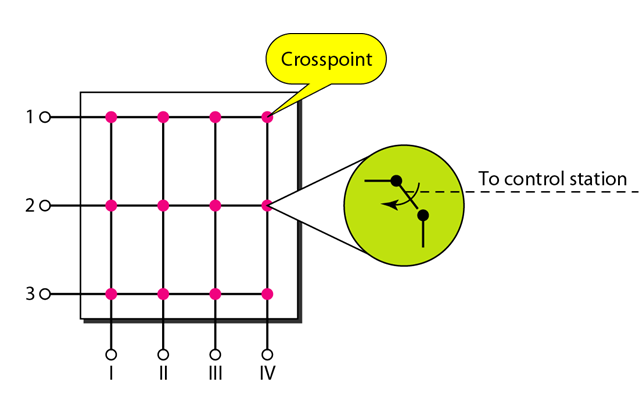 Crosspoint
1
2
To control station
3
I II III IV